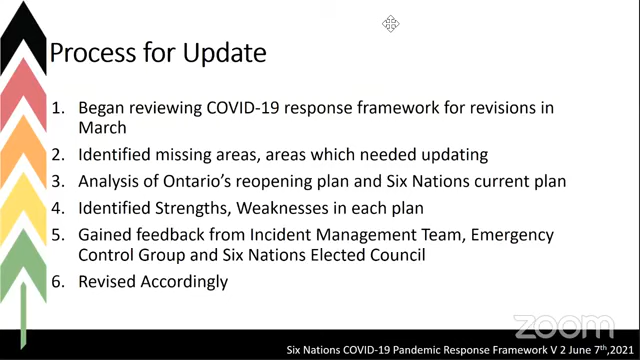 Process for Update
1. Began reviewing COVID-19 response framework for revisions in
March
2. Identified missing areas, areas which needed updating
3. Analysis of Ontario's reopening plan and Six Nations current plan
4. Identified Strengths, Weaknesses in each plan
5. Gained feedback from Incident Management Team, Emergency
Control Group and Six Nations Elected Council
6. Revised Accordingly
zoom
Six Nations COVID-19 Pandemic Response Framework V 2 June 7th,2021